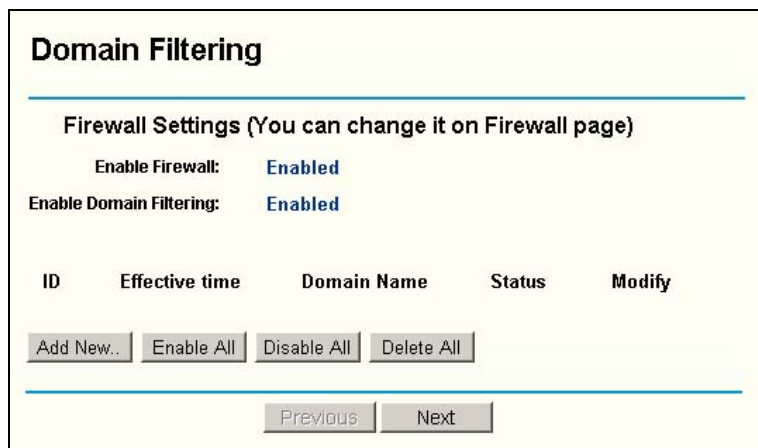 Domain Filtering
Firewall Settings (You can change it on Firewall page)
Enable Firewall: Enabled
Enable Domain Filtering: Enabled
ID Effective time Domain Name Status Modify
Add New.. Enable All Disable All Delete All
Previous Next